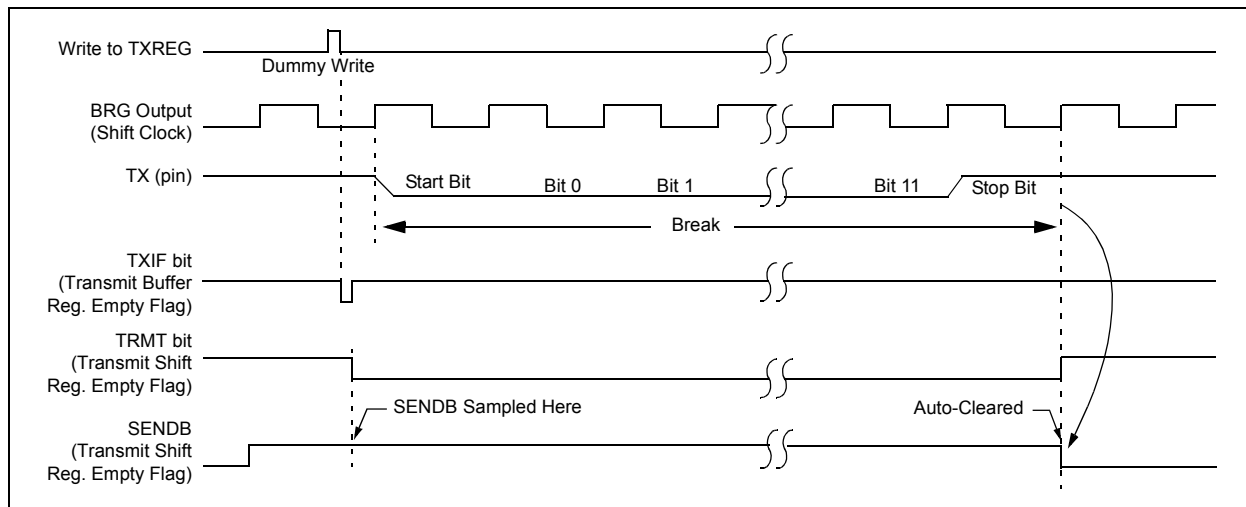 Write to TXREG
Dummy Write
BRG Output
(Shift Clock)
TX (pin)
Start Bit
Bit 0
Bit 1
Bit 11
Stop Bit
Break
TXIF bit
(Transmit Buffer
Reg. Empty Flag)
TRMT bit
(Transmit Shift
Reg. Empty Flag)
SENDB Sampled Here
Auto-Cleared
SENDB
(Transmit Shift
Reg. Empty Flag)